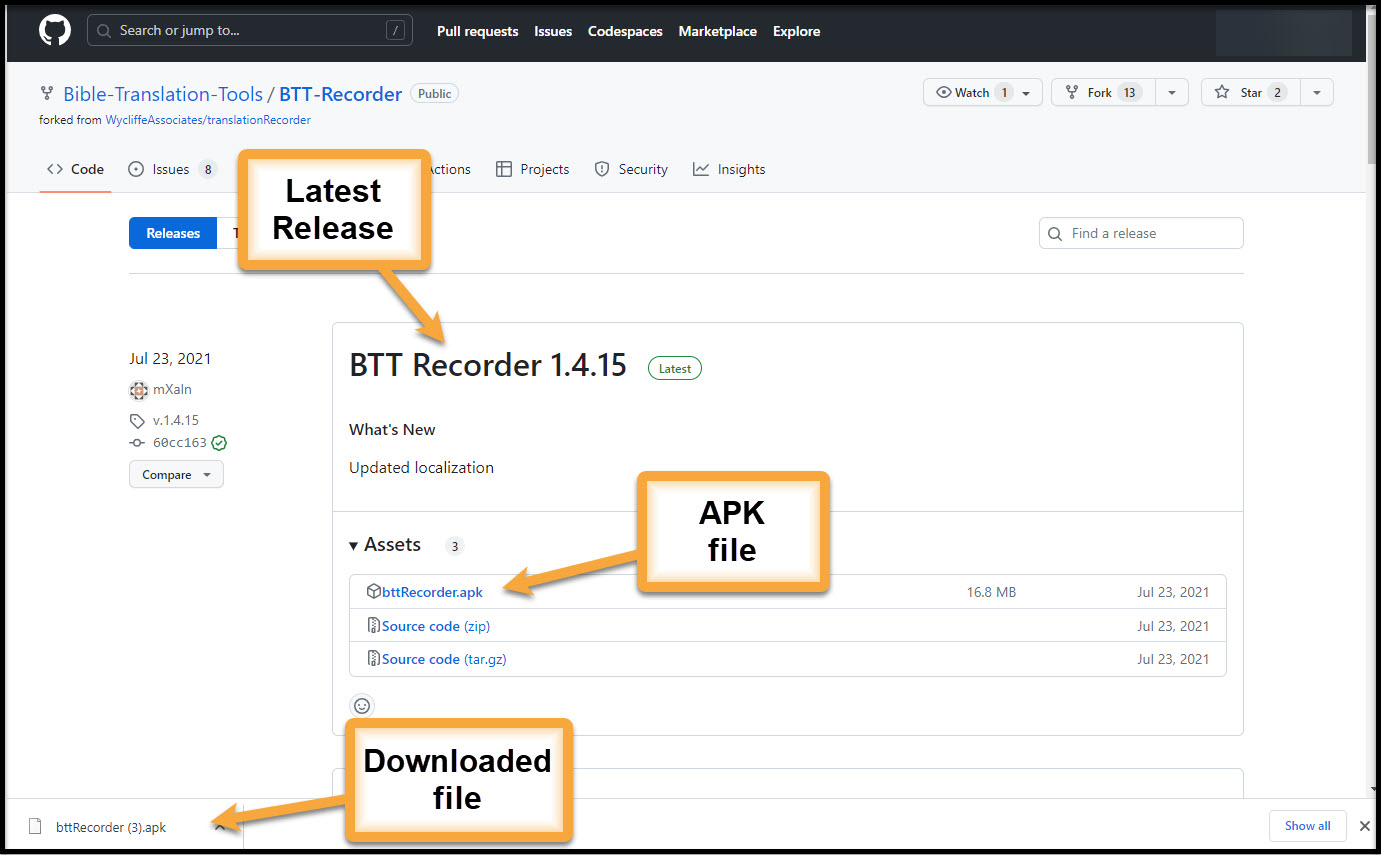 Search or jump to... /
Pull requests Issues Codespaces Marketplace Explore
Bible-Translation-Tools / BTT-Recorder Public
Watch 1 Fork 13 Star 2
forked from WycliffeAssociates/translationRecorder
<> Code Issues 8 Projects Security Insights
Latest
Release
Releases
Find a release
Jul 23, 2021
mXaln
v.1.4.15
60cc163
Compare
BTT Recorder 1.4.15 Latest
What's New
Updated localization
APK
file
Assets 3
bttRecorder.apk 16.8 MB Jul 23, 2021
Source code (zip) Jul 23, 2021
Source code (tar.gz) Jul 23, 2021
Downloaded
file
bttRecorder (3).apk
Show all